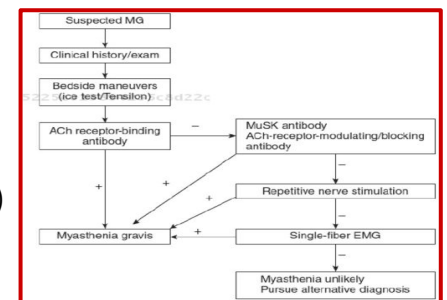 Suspected MG
Clinical history/exam
Bedside maneuvers
(ice test/Tensilon)
ACh receptor-binding
antibody
–
MuSK antibody
ACh-receptor-modulating/blocking
antibody
+
+
–
+
Repetitive nerve stimulation
–
Myasthenia gravis
+
Single-fiber EMG
–
Myasthenia unlikely
Pursue alternative diagnosis
)